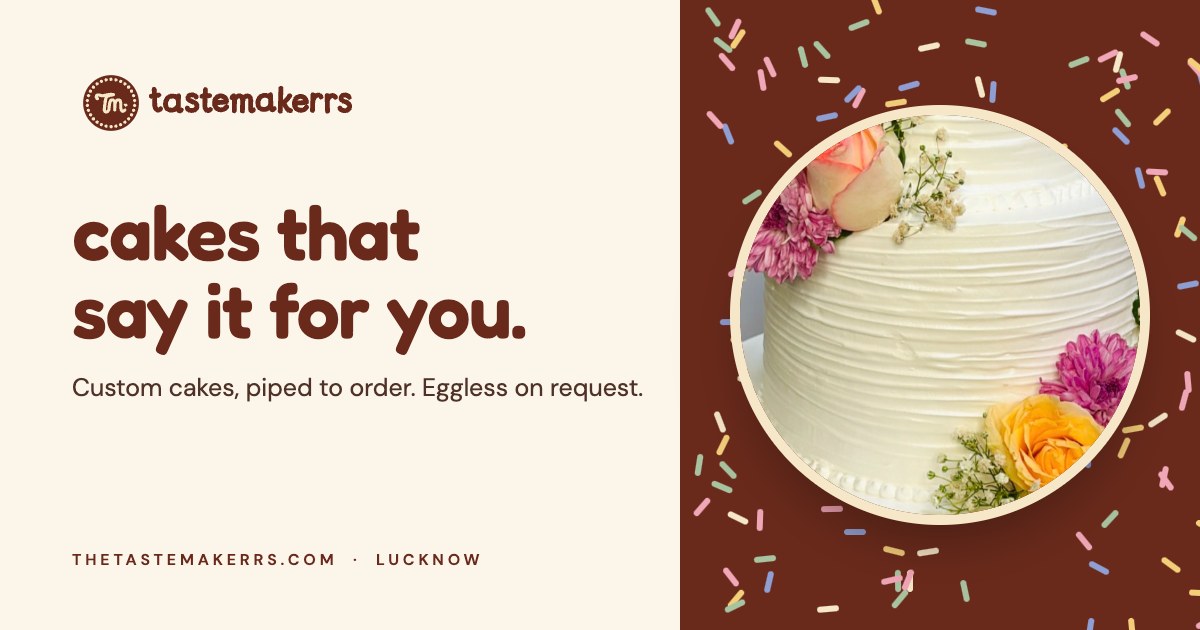 Tm
tastemakerrs
cakes that
say it for you.
Custom cakes, piped to order. Eggless on request.
THETASTEMAKERRS.COM · LUCKNOW